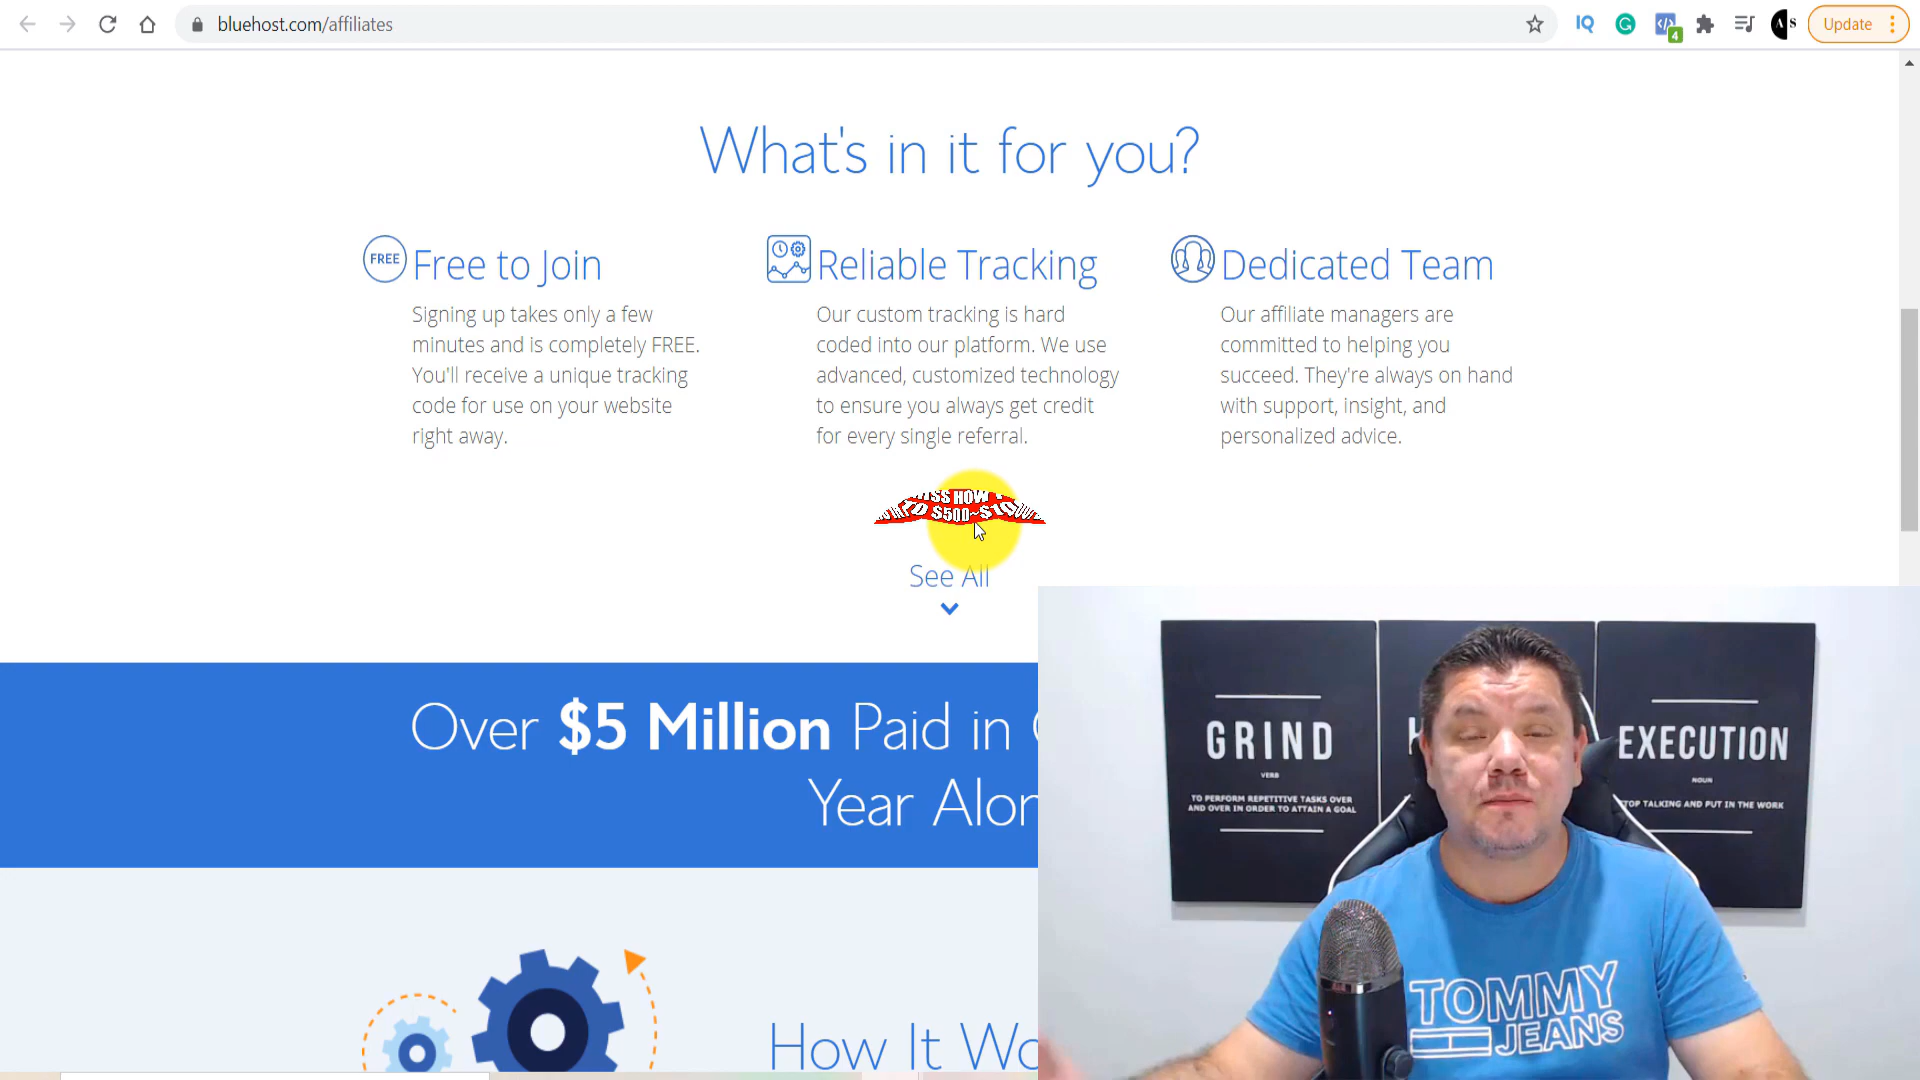 bluehost.com/affiliates
Update
What's in it for you?
FREE
Free to Join
Signing up takes only a few
minutes and is completely FREE.
You'll receive a unique tracking
code for use on your website
right away.
Reliable Tracking
Our custom tracking is hard
coded into our platform. We use
advanced, customized technology
to ensure you always get credit
for every single referral.
Dedicated Team
Our affiliate managers are
committed to helping you
succeed. They're always on hand
with support, insight, and
personalized advice.
HOW
$500~
See All
Over $5 Million Paid in
Year
How It
GRIND
VERB
TO PERFORM REPETITIVE TASKS OVER
AND OVER IN ORDER TO ATTAIN A GOAL
EXECUTION
NOUN
TALKING AND PUT IN THE WORK
TOMMY
JEANS
IQ
G
4
A S